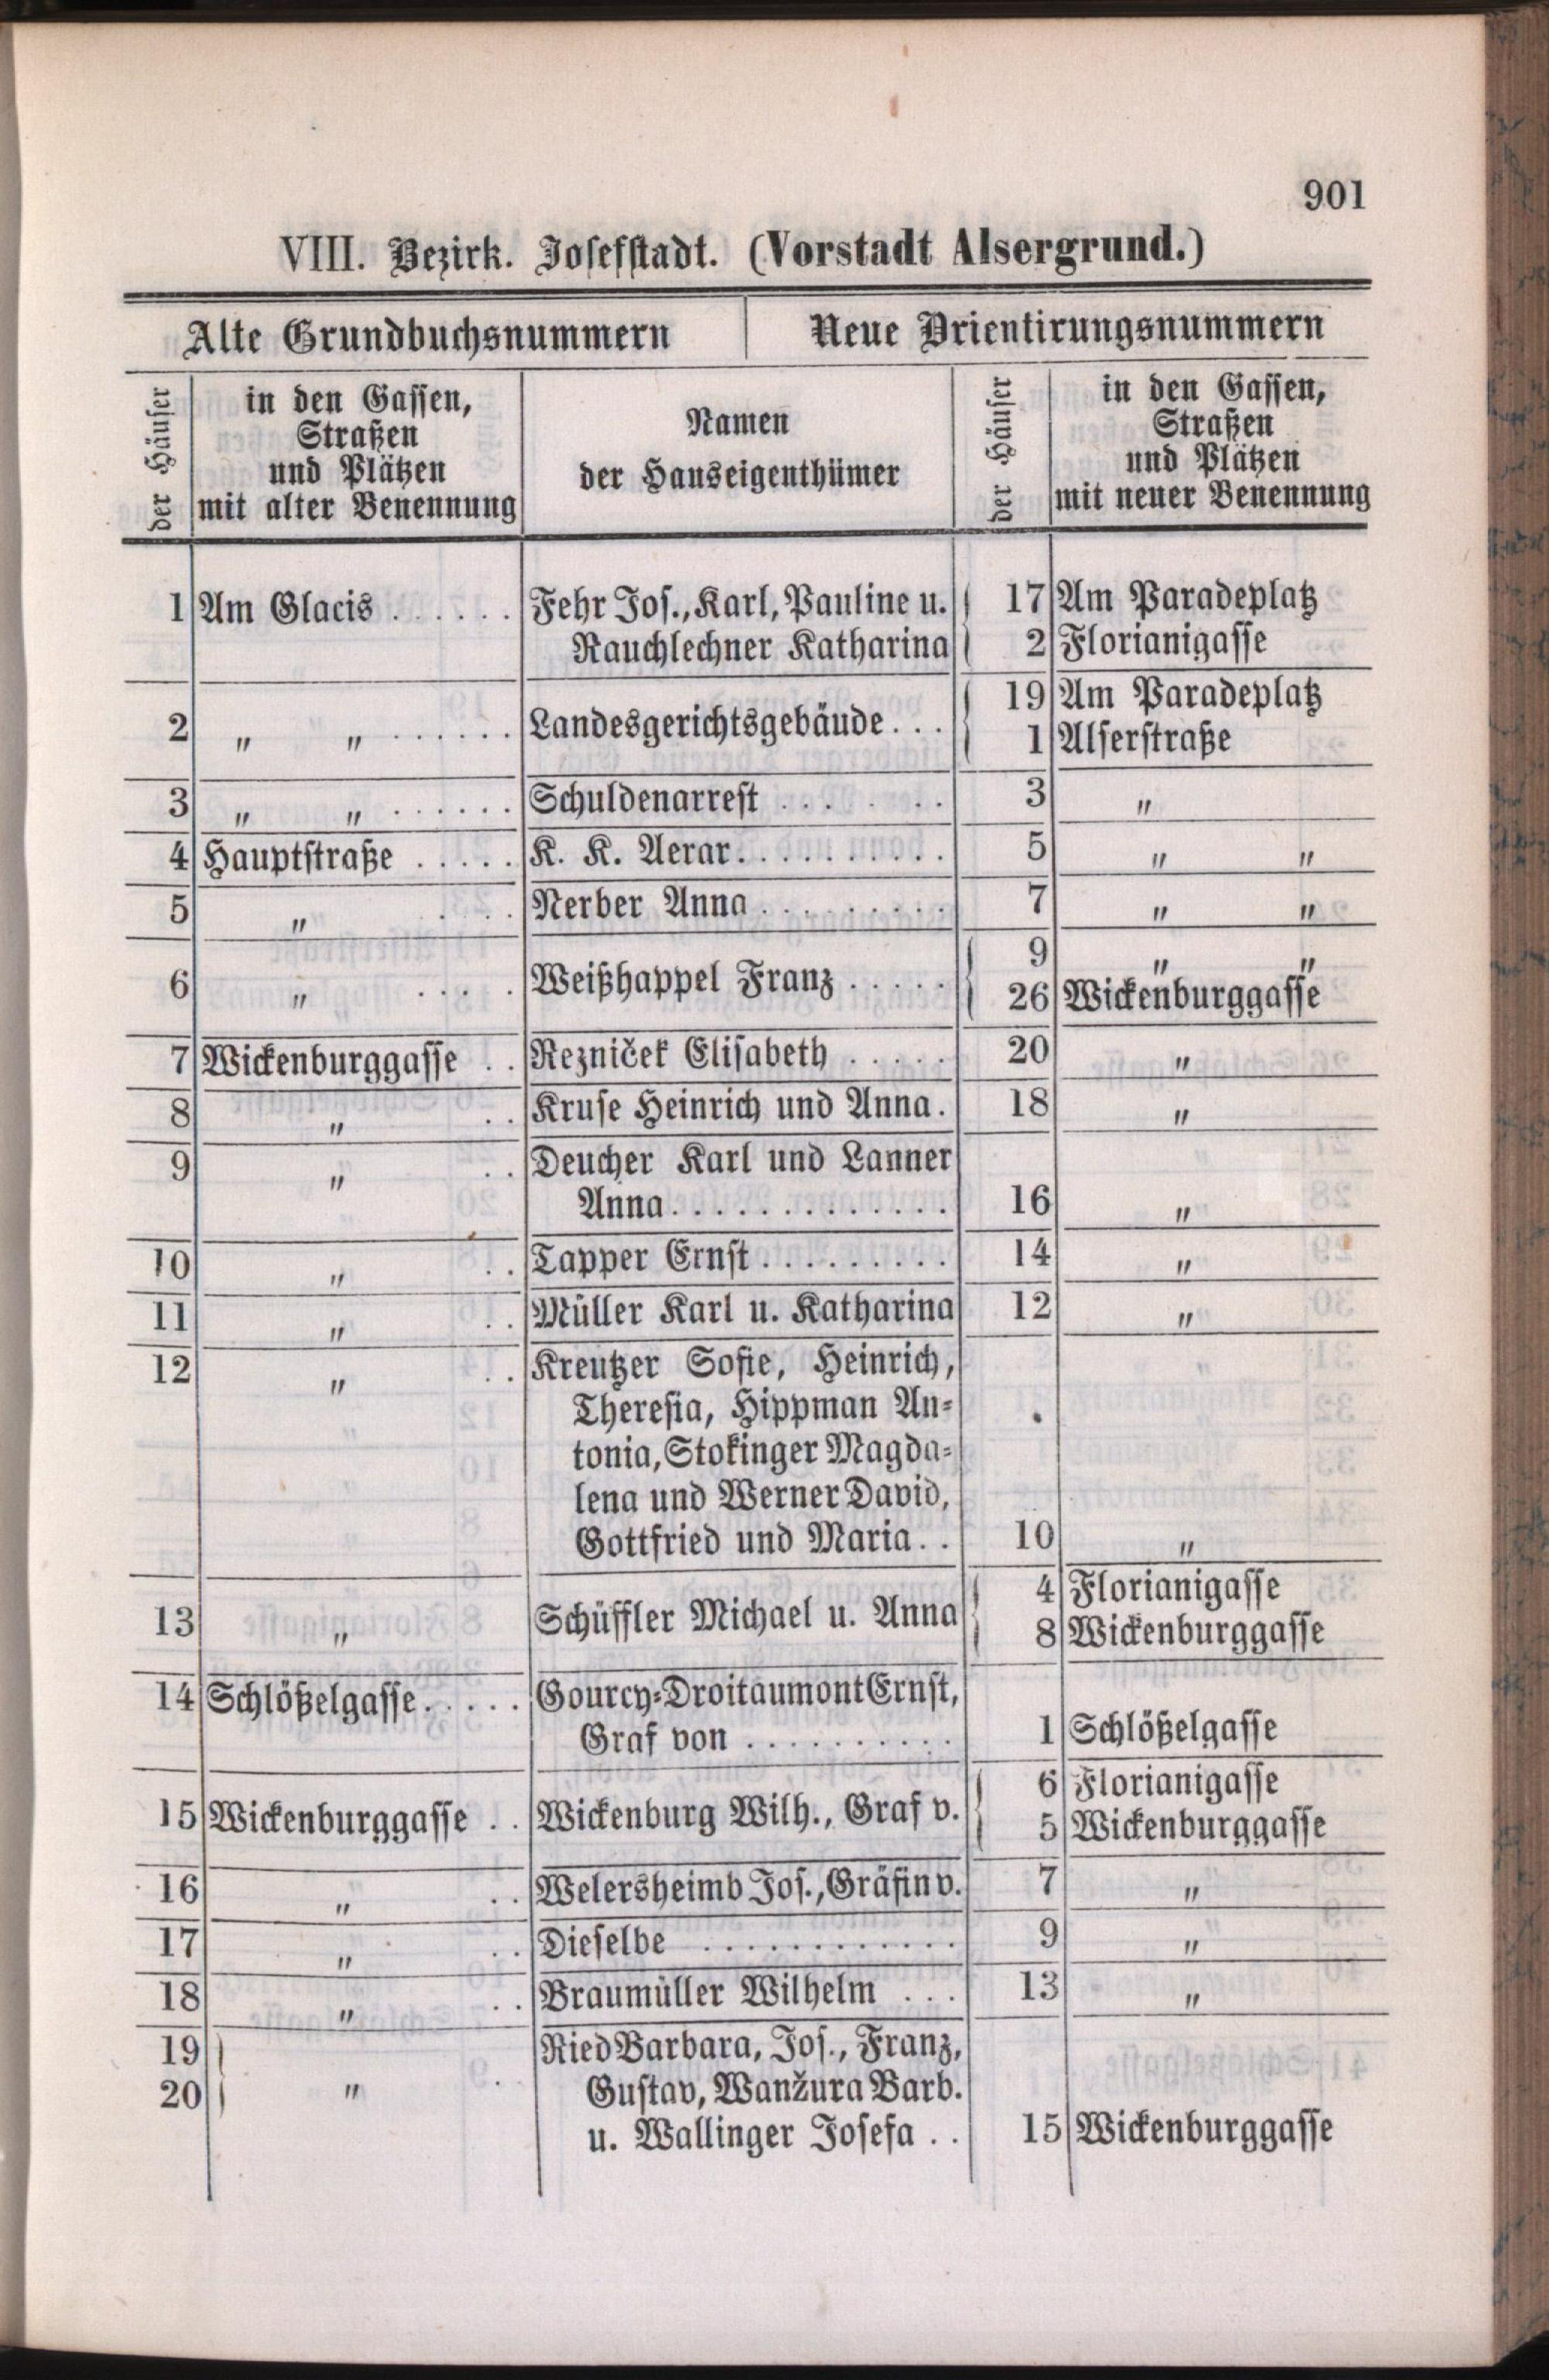 901
VIII. Bezirk. Josefstadt. (Vorstadt Alsergrund.)
Alte Grundbuchsnummern | Neue Orientirungsnummern
der Häuser | in den Gassen, Straßen und Plätzen mit alter Benennung | Namen der Hauseigenthümer | der Häuser | in den Gassen, Straßen und Plätzen mit neuer Benennung
1 Am Glacis . . . . . . Fehr Jos., Karl, Pauline u. { 17 Am Paradeplatz
Rauchlechner Katharina 2 Florianigasse
2 „ „ . . . . . . Landesgerichtsgebäude . . . { 19 Am Paradeplatz
1 Alserstraße
3 „ „ . . . . . . Schuldenarrest . . . . . . . 3 „
4 Hauptstraße . . . . . K. K. Aerar . . . . . . . . . . 5 „ „
5 „ . . . . Nerber Anna . . . . . . . . . 7 „ „
6 „ . . . . Weißhappel Franz . . . . . { 9 „ „
26 Wickenburggasse
7 Wickenburggasse . . Rezniček Elisabeth . . . . . 20 „
8 „ . . Kruse Heinrich und Anna . 18 „
9 „ . . Deucher Karl und Lanner
Anna . . . . . . . . . . . . . 16 „
10 „ . . Tapper Ernst . . . . . . . . . 14 „
11 „ . . Müller Karl u. Katharina 12 „
12 „ . . Kreutzer Sofie, Heinrich,
Theresia, Hippman An-
tonia, Stokinger Magda-
lena und Werner David,
Gottfried und Maria . . 10 „
13 „ Schüffler Michael u. Anna { 4 Florianigasse
8 Wickenburggasse
14 Schlößelgasse . . . . . Gourcy-Droitaumont Ernst,
Graf von . . . . . . . . . . 1 Schlößelgasse
15 Wickenburggasse . . Wickenburg Wilh., Graf v. { 6 Florianigasse
5 Wickenburggasse
16 „ . . Welersheimb Jos., Gräfin v. 7 „
17 „ . . Dieselbe . . . . . . . . . . . . 9 „
18 „ . . Braumüller Wilhelm . . . 13 „
19 } Ried Barbara, Jos., Franz,
20 „ . Gustav, Wanžura Barb.
u. Wallinger Josefa . . 15 Wickenburggasse